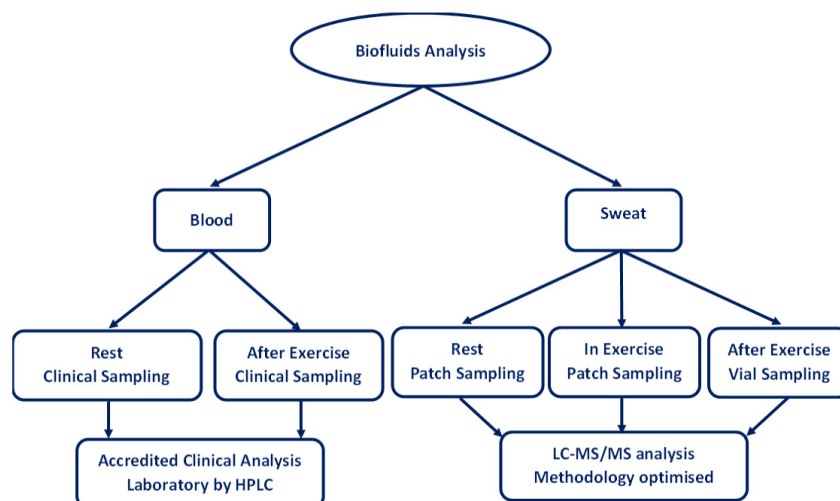 Biofluids Analysis
Blood
Sweat
Rest
Clinical Sampling
After Exercise
Clinical Sampling
Rest
Patch Sampling
In Exercise
Patch Sampling
After Exercise
Vial Sampling
Accredited Clinical Analysis
Laboratory by HPLC
LC-MS/MS analysis
Methodology optimised